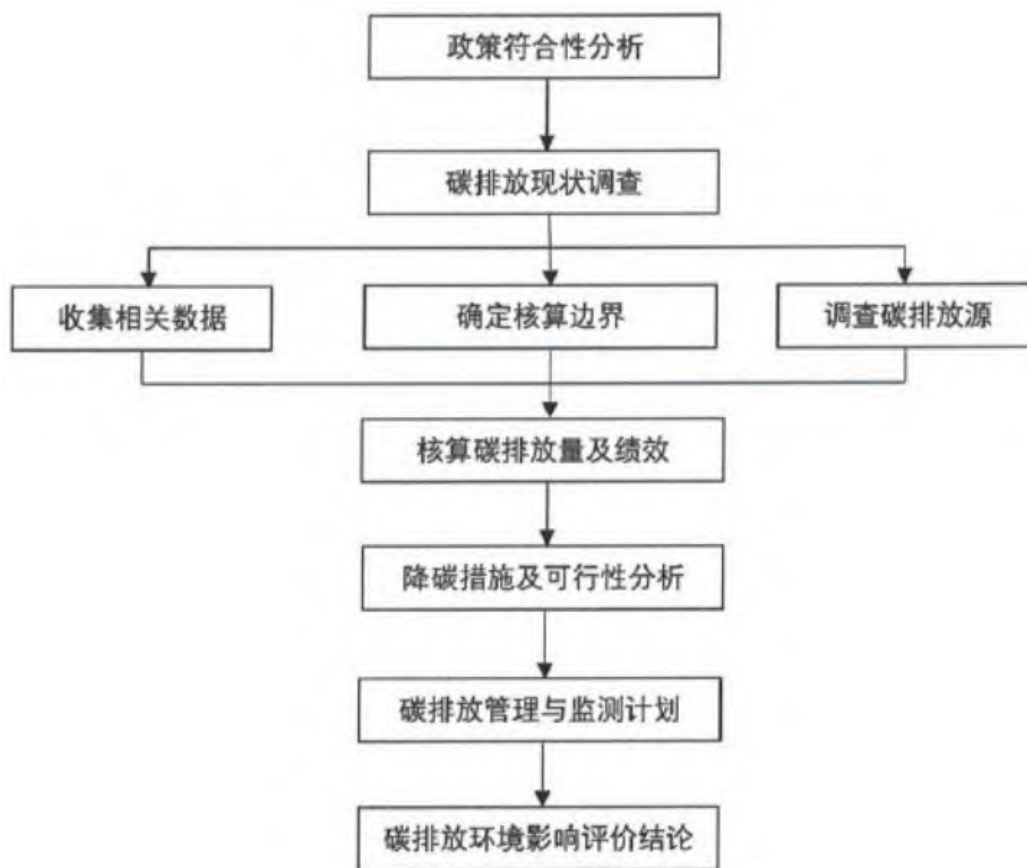 政策符合性分析
碳排放现状调查
收集相关数据
确定核算边界
调查碳排放源
核算碳排放量及绩效
降碳措施及可行性分析
碳排放管理与监测计划
碳排放环境影响评价结论